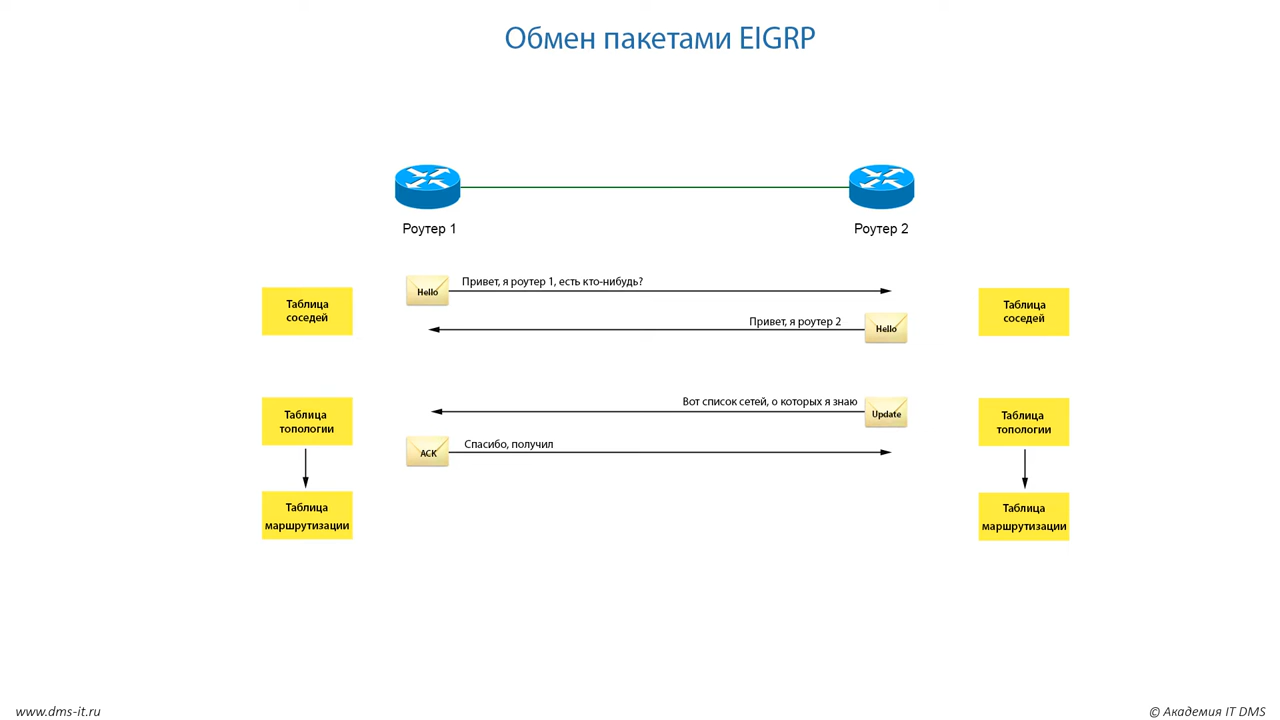 Обмен пакетами EIGRP
Роутер 1
Роутер 2
Привет, я роутер 1, есть кто-нибудь?
Hello
Таблица
соседей
Таблица
соседей
Привет, я роутер 2
Hello
Вот список сетей, о которых я знаю
Update
Таблица
топологии
Таблица
топологии
Спасибо, получил
ACK
Таблица
маршрутизации
Таблица
маршрутизации
www.dms-it.ru
© Академия IT DMS